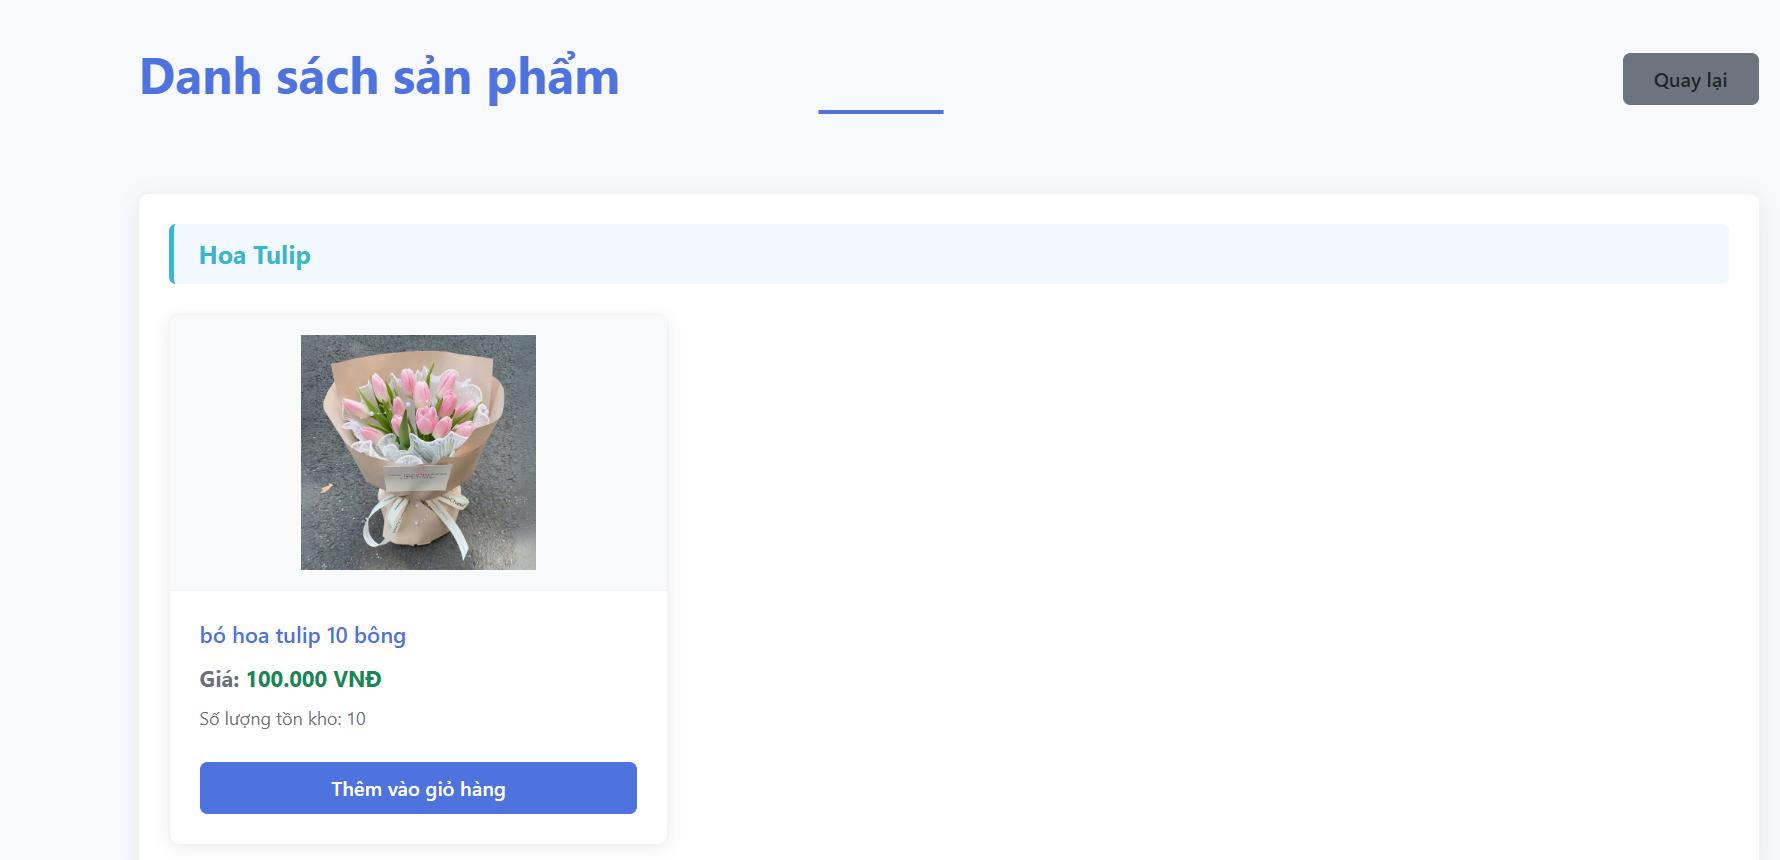 Danh sách sản phẩm
Quay lại
Hoa Tulip
bó hoa tulip 10 bông
Giá: 100.000 VNĐ
Số lượng tồn kho: 10
Thêm vào giỏ hàng